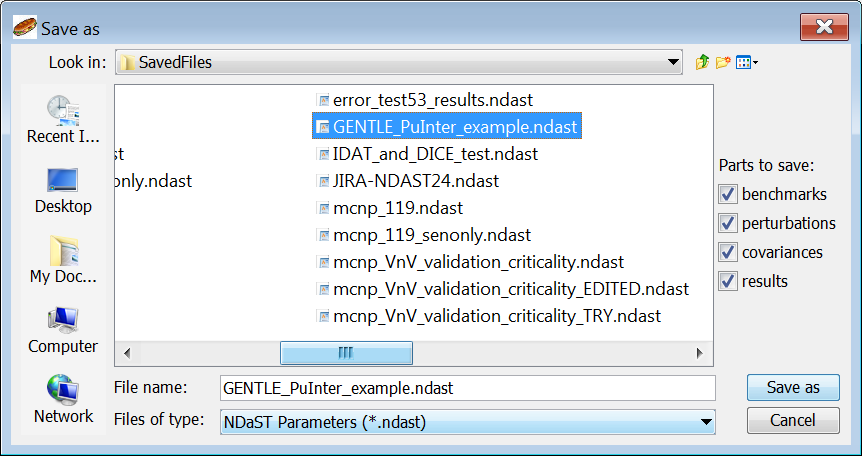 Save as
Look in:
SavedFiles
Recent I...
Desktop
My Doc...
Computer
Network
st
only.ndast
error_test53_results.ndast
GENTLE_PuInter_example.ndast
IDAT_and_DICE_test.ndast
JIRA-NDAST24.ndast
mcnp_119.ndast
mcnp_119_senonly.ndast
mcnp_VnV_validation_criticality.ndast
mcnp_VnV_validation_criticality_EDITED.ndast
mcnp_VnV_validation_criticality_TRY.ndast
Parts to save:
benchmarks
perturbations
covariances
results
File name:
GENTLE_PuInter_example.ndast
Save as
Files of type:
NDaST Parameters (*.ndast)
Cancel